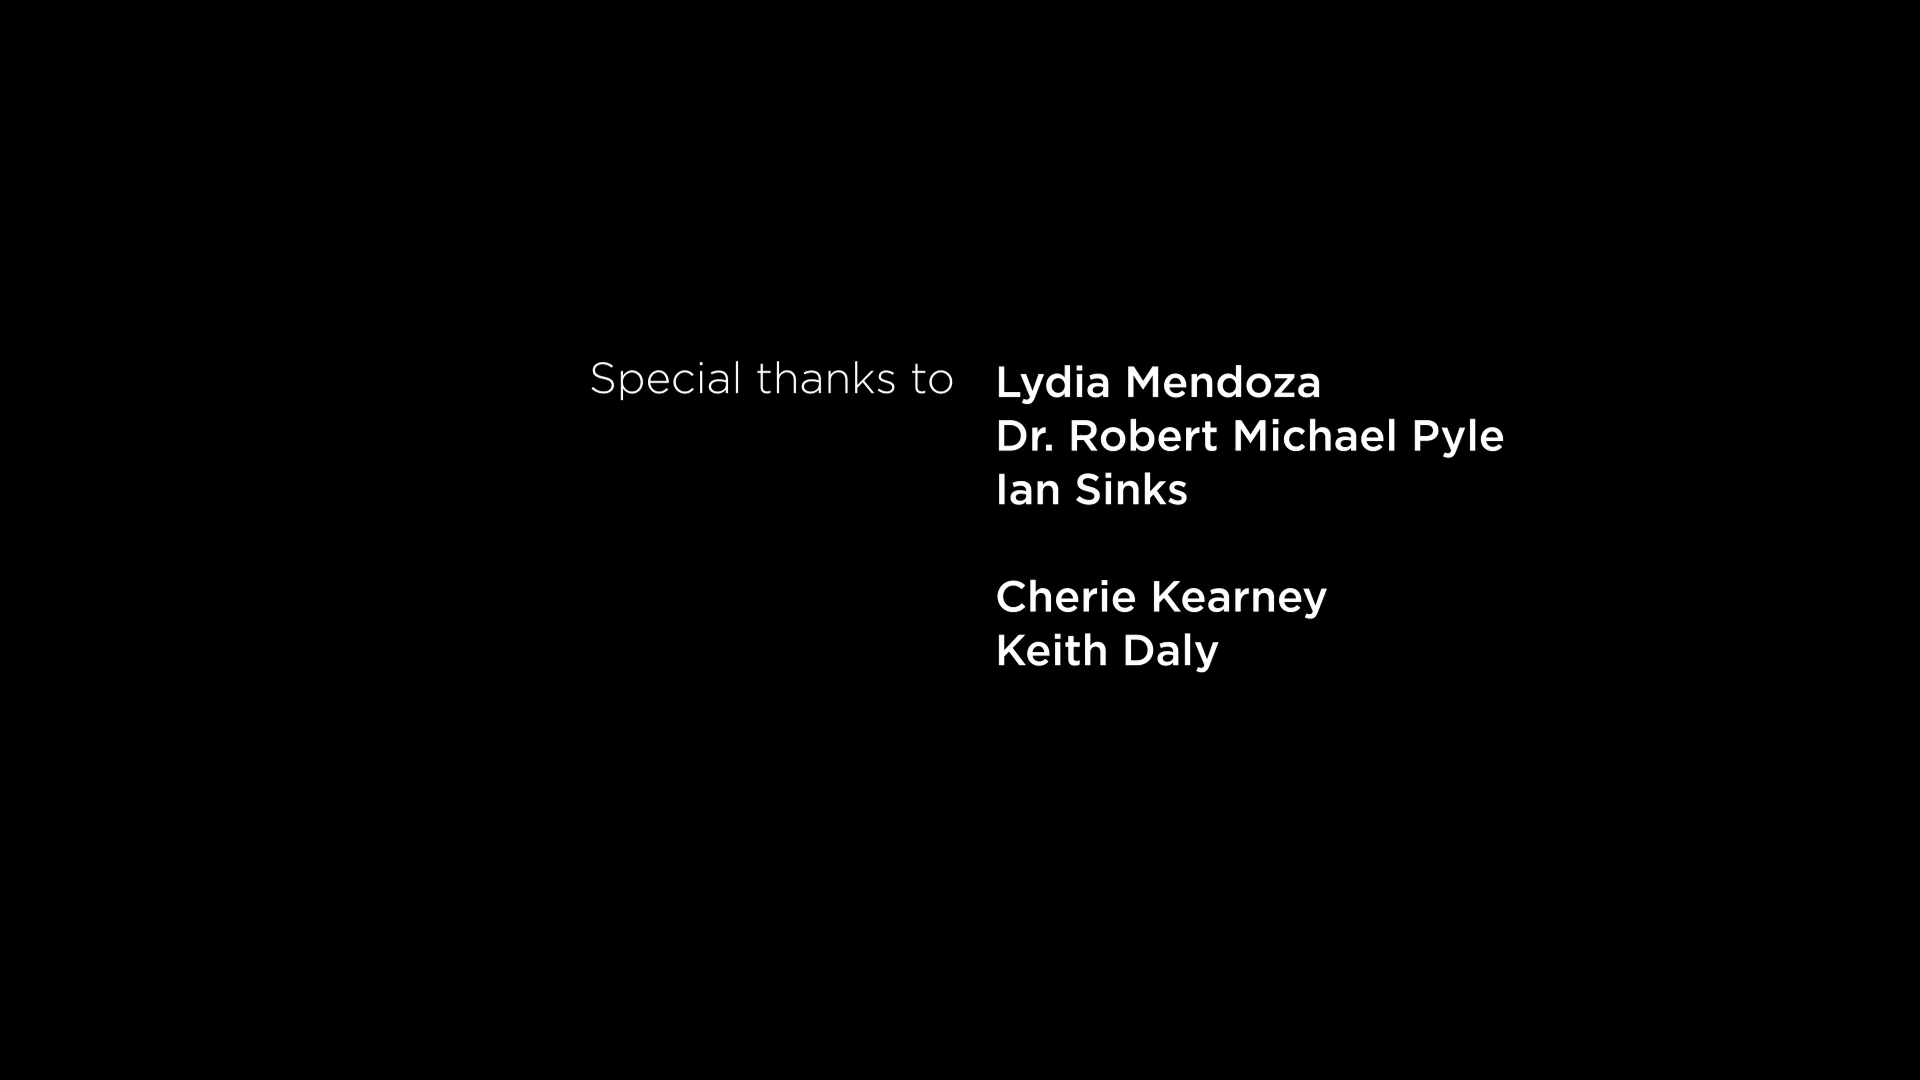 Special thanks to Lydia Mendoza
Dr. Robert Michael Pyle
Ian Sinks
Cherie Kearney
Keith Daly